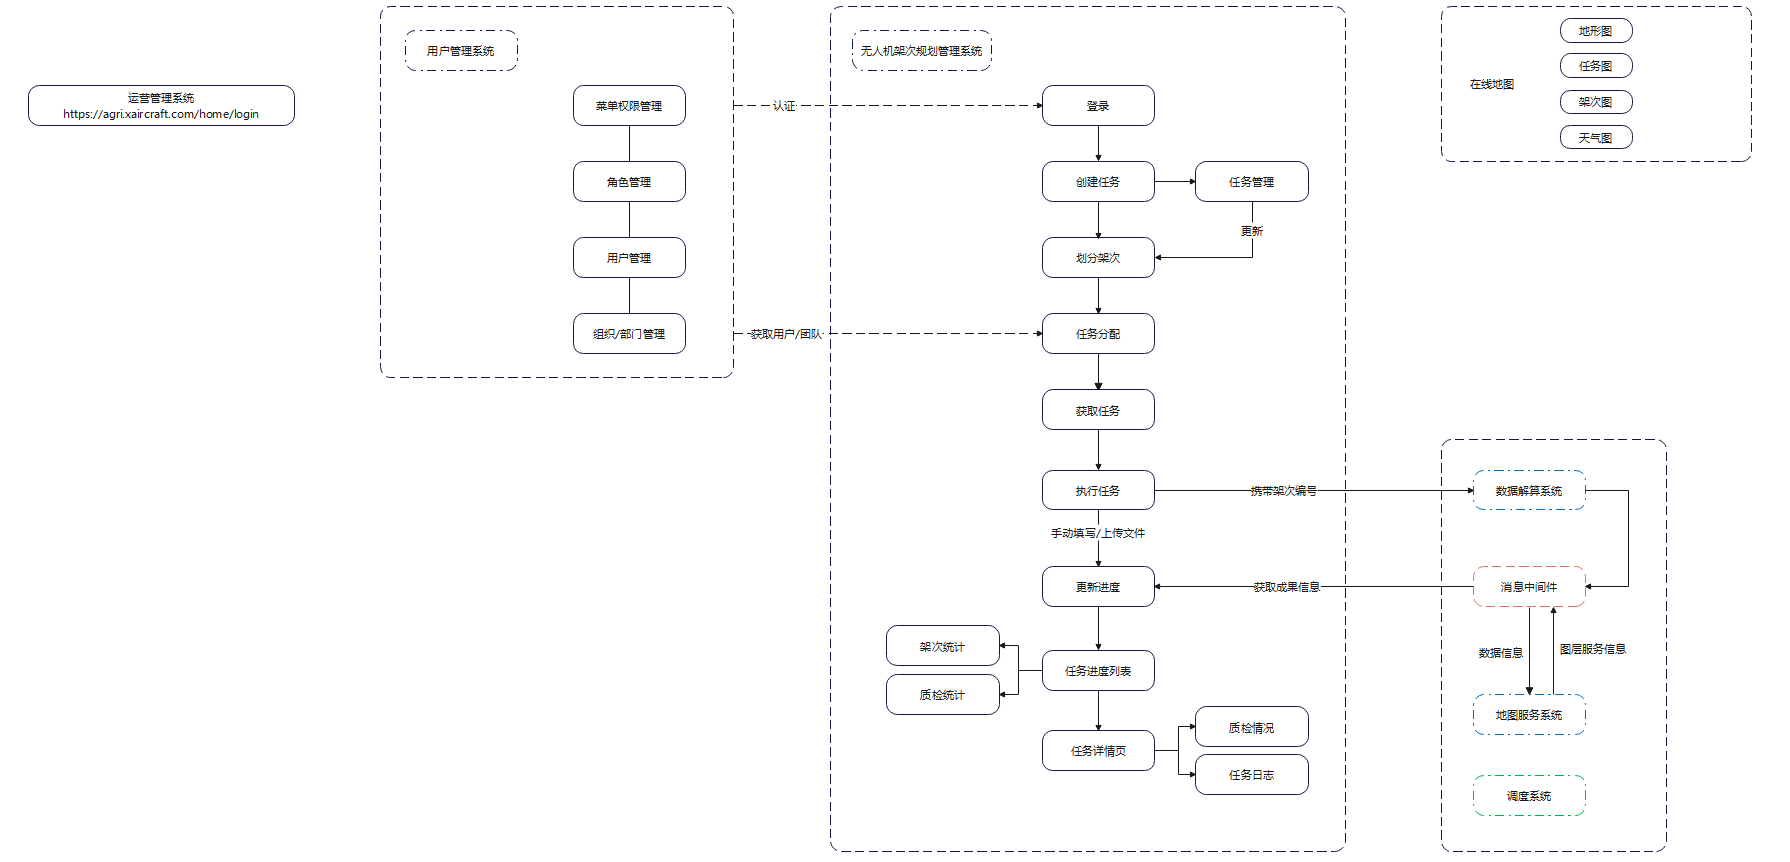 运营管理系统
https://agri.xaircraft.com/home/login
用户管理系统
菜单权限管理
角色管理
用户管理
组织/部门管理
认证
获取用户/团队
无人机架次规划管理系统
登录
创建任务
任务管理
更新
划分架次
任务分配
获取任务
执行任务
携带架次编号
手动填写/上传文件
更新进度
获取成果信息
架次统计
质检统计
任务进度列表
任务详情页
质检情况
任务日志
在线地图
地形图
任务图
架次图
天气图
数据解算系统
消息中间件
数据信息
图层服务信息
地图服务系统
调度系统